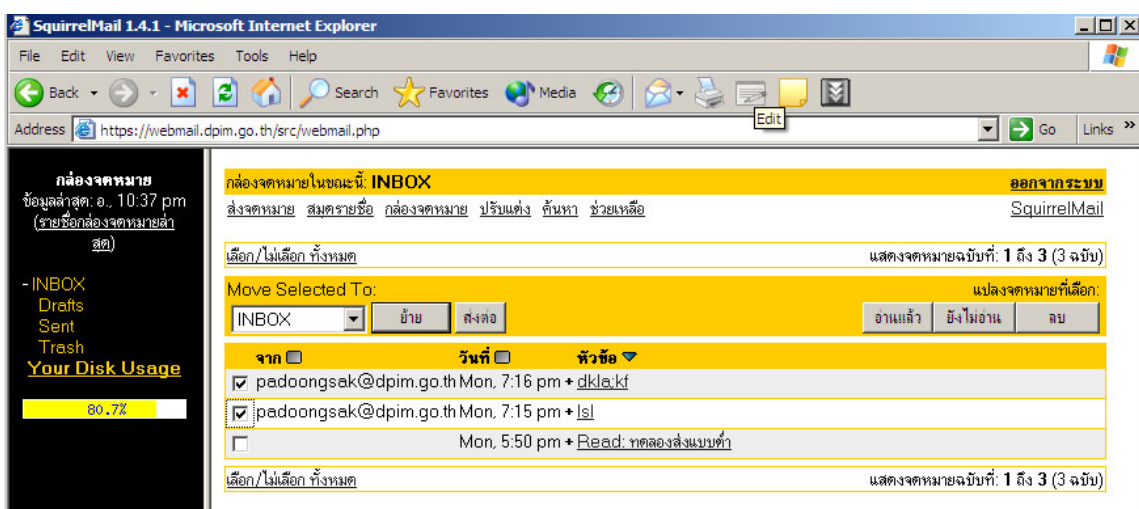 SquirrelMail 1.4.1 - Microsoft Internet Explorer
File Edit View Favorites Tools Help
Back Search Favorites Media
Edit
Address https://webmail.dpim.go.th/src/webmail.php Go Links »
กล่องจดหมาย
ข้อมูลล่าสุด: อ., 10:37 pm
(รายชื่อกล่องจดหมายล่า
สุด)
- INBOX
Drafts
Sent
Trash
Your Disk Usage
80.7%
กล่องจดหมายในขณะนี้: INBOX ออกจากระบบ
ส่งจดหมาย สมุดรายชื่อ กล่องจดหมาย ปรับแต่ง ค้นหา ช่วยเหลือ SquirrelMail
เลือก/ไม่เลือก ทั้งหมด แสดงจดหมายฉบับที่: 1 ถึง 3 (3 ฉบับ)
Move Selected To: แปลงจดหมายที่เลือก:
INBOX ย้าย ส่งต่อ อ่านแล้ว ยังไม่อ่าน ลบ
จาก วันที่ หัวข้อ
padoongsak@dpim.go.th Mon, 7:16 pm + dkla;kf
padoongsak@dpim.go.th Mon, 7:15 pm + lsl
Mon, 5:50 pm + Read: ทดลองส่งแบบต่ำ
เลือก/ไม่เลือก ทั้งหมด แสดงจดหมายฉบับที่: 1 ถึง 3 (3 ฉบับ)